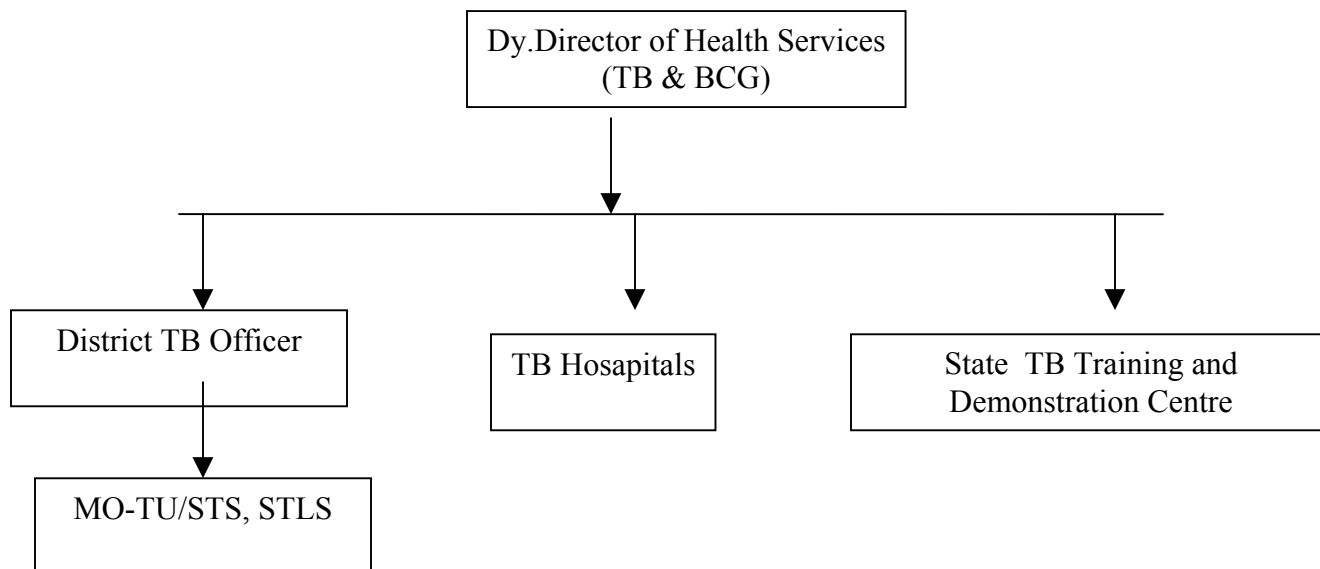 Dy.Director of Health Services
(TB & BCG)
District TB Officer
TB Hosapitals
State TB Training and
Demonstration Centre
MO-TU/STS, STLS